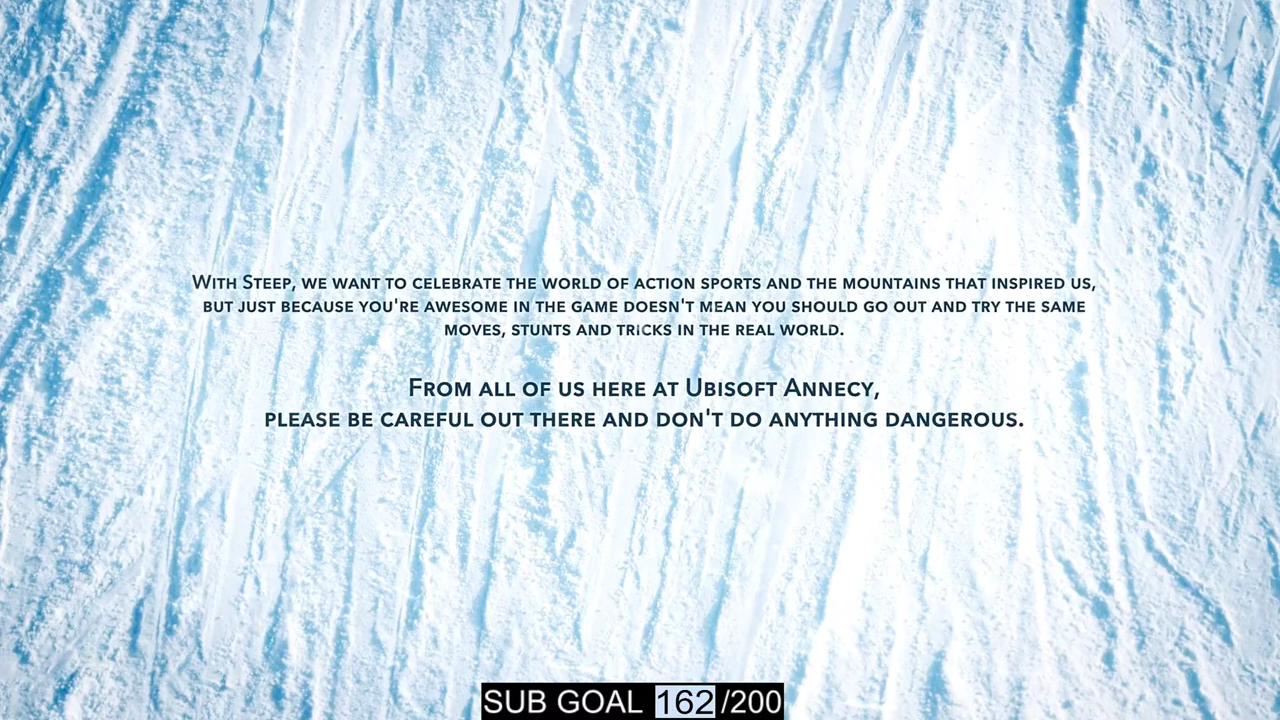 With Steep, we want to celebrate the world of action sports and the mountains that inspired us,
but just because you're awesome in the game doesn't mean you should go out and try the same
moves, stunts and tricks in the real world.
From all of us here at Ubisoft Annecy,
please be careful out there and don't do anything dangerous.
SUB GOAL 162/200